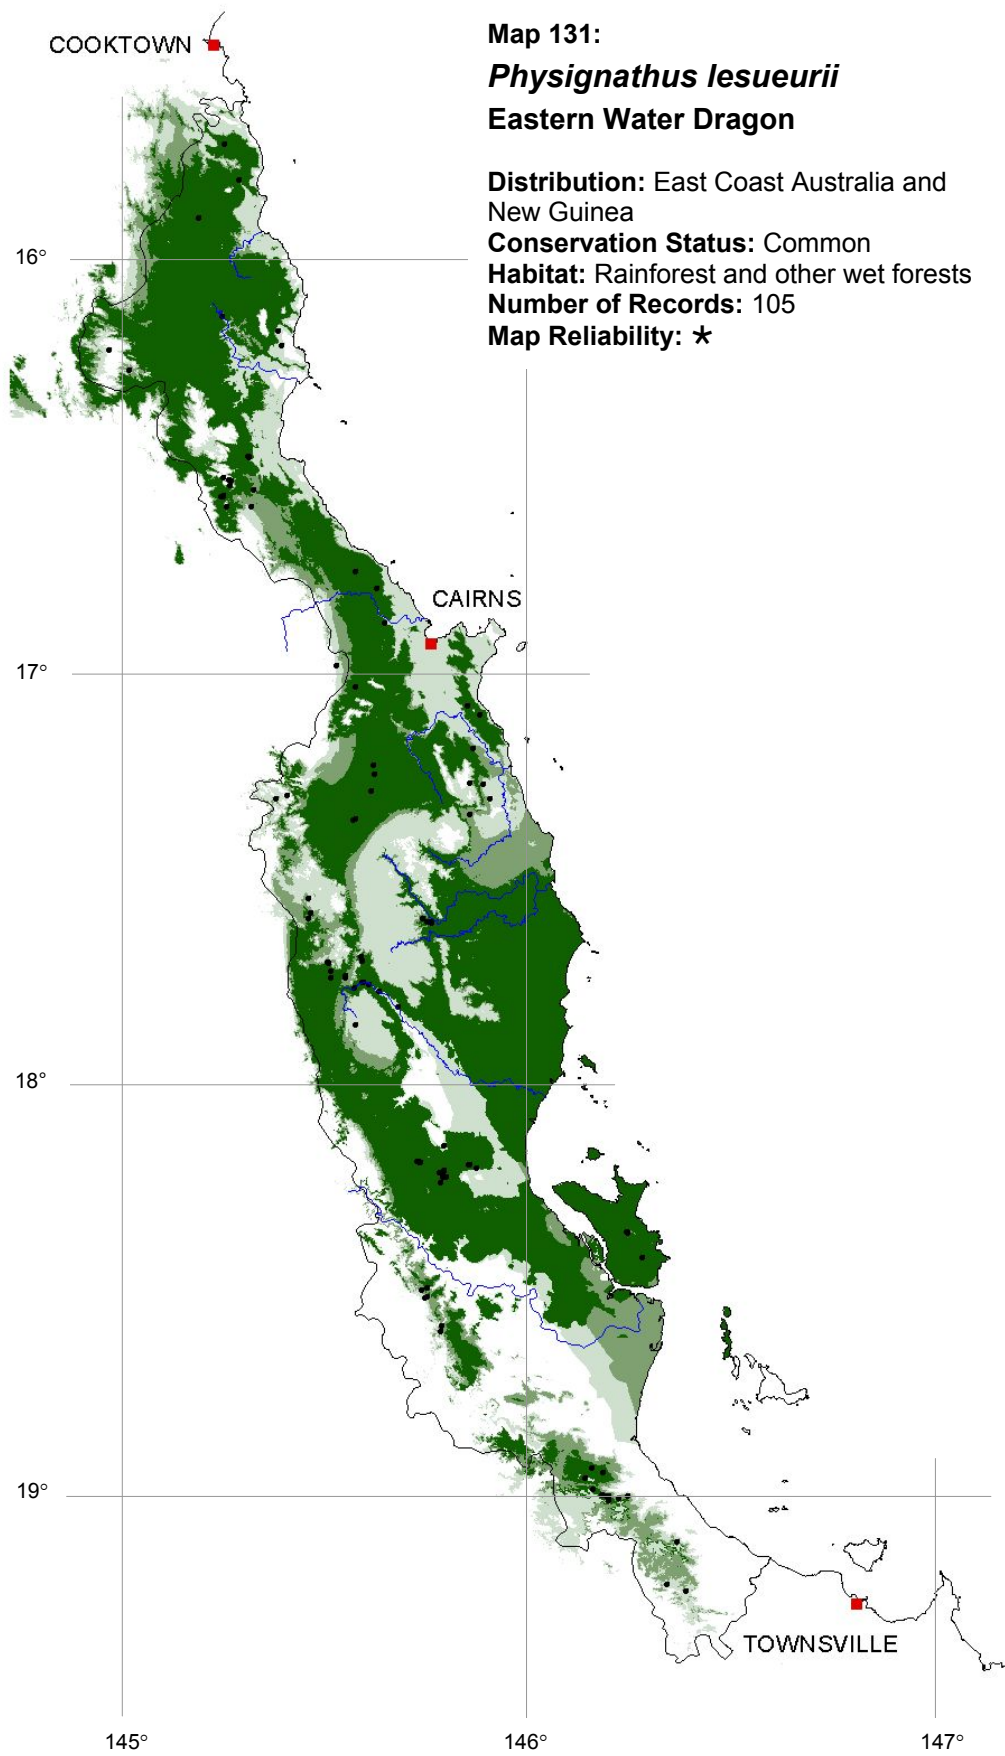 Map 131:
Physignathus lesueurii
Eastern Water Dragon
Distribution: East Coast Australia and
New Guinea
Conservation Status: Common
Habitat: Rainforest and other wet forests
Number of Records: 105
Map Reliability: *
COOKTOWN
16°
CAIRNS
17°
18°
19°
TOWNSVILLE
145°
146°
147°